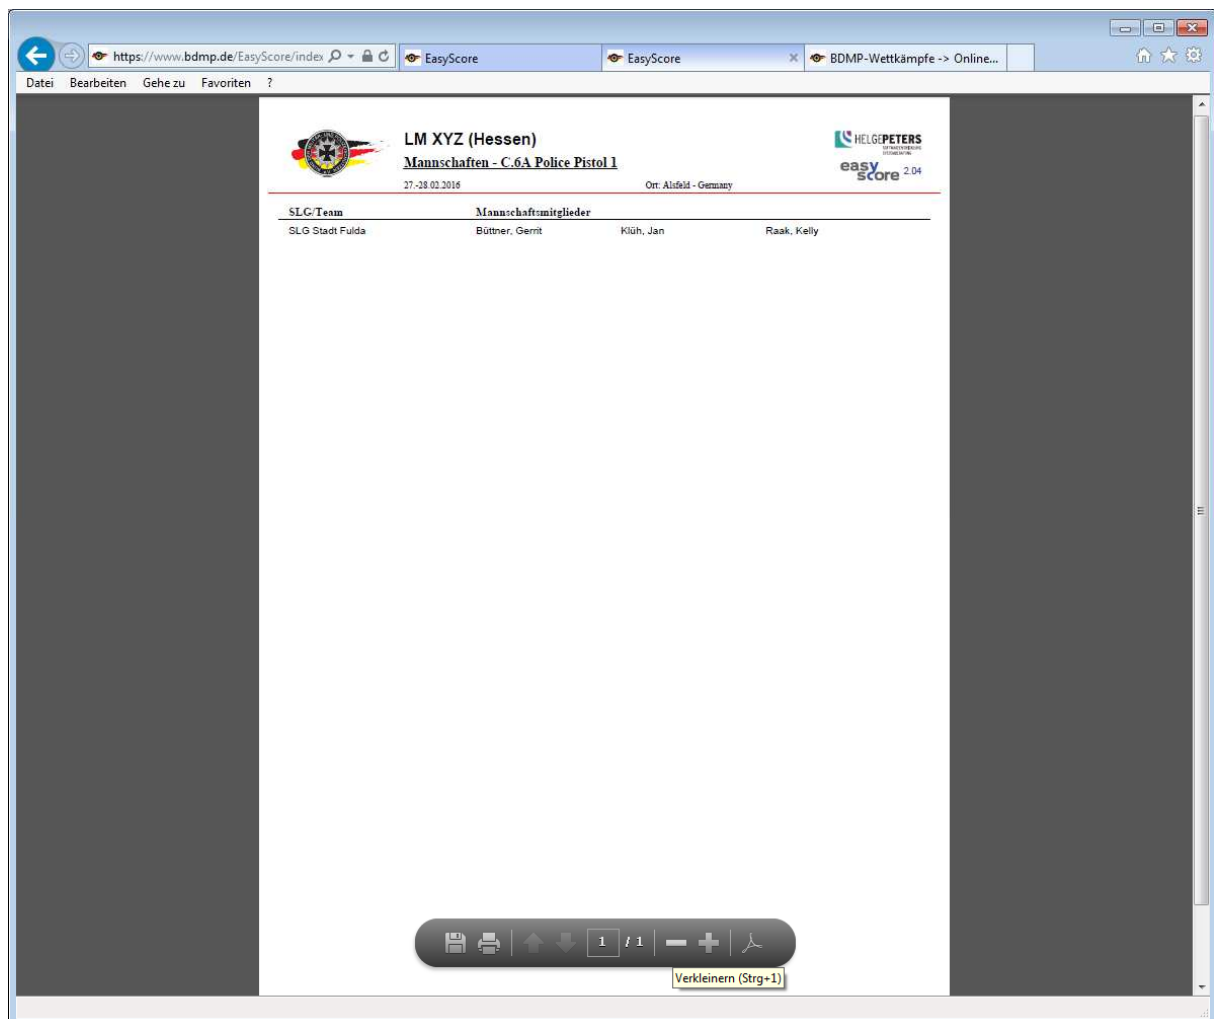 https://www.bdmp.de/EasyScore/index
EasyScore
EasyScore
BDMP-Wettkämpfe -> Online...
Datei Bearbeiten Gehe zu Favoriten ?
LM XYZ (Hessen)
HELGEPETERS
Mannschaften - C.6A Police Pistol 1
easy score 2.04
27.-28.02.2016 Ort: Alsfeld - Germany
SLG/Team Mannschaftsmitglieder
SLG Stadt Fulda Büttner, Gerrit Klüh, Jan Raak, Kelly
1 / 1
Verkleinern (Strg+1)